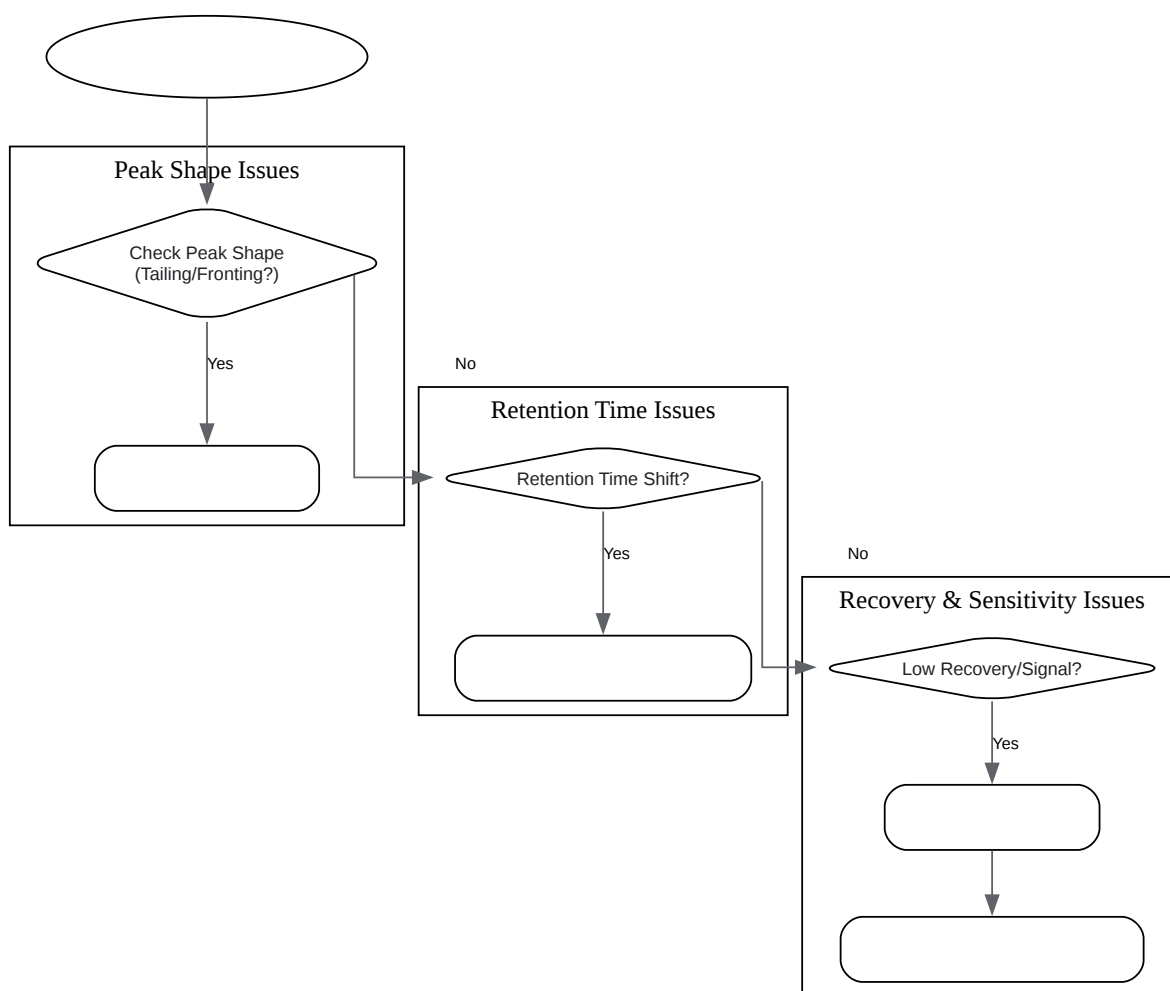 Peak Shape Issues
Check Peak Shape
(Tailing/Fronting?)
Yes
No
Retention Time Issues
Retention Time Shift?
Yes
No
Recovery & Sensitivity Issues
Low Recovery/Signal?
Yes